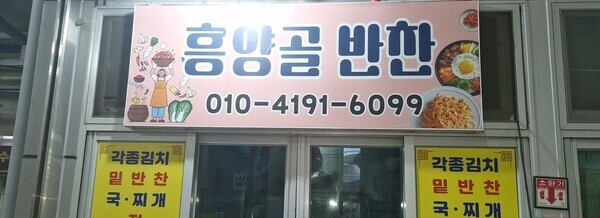 흥양골 반찬
010-4191-6099
각종김치
밑반찬
국·찌개
전
각종김치
밑반찬
국·찌개
소화기